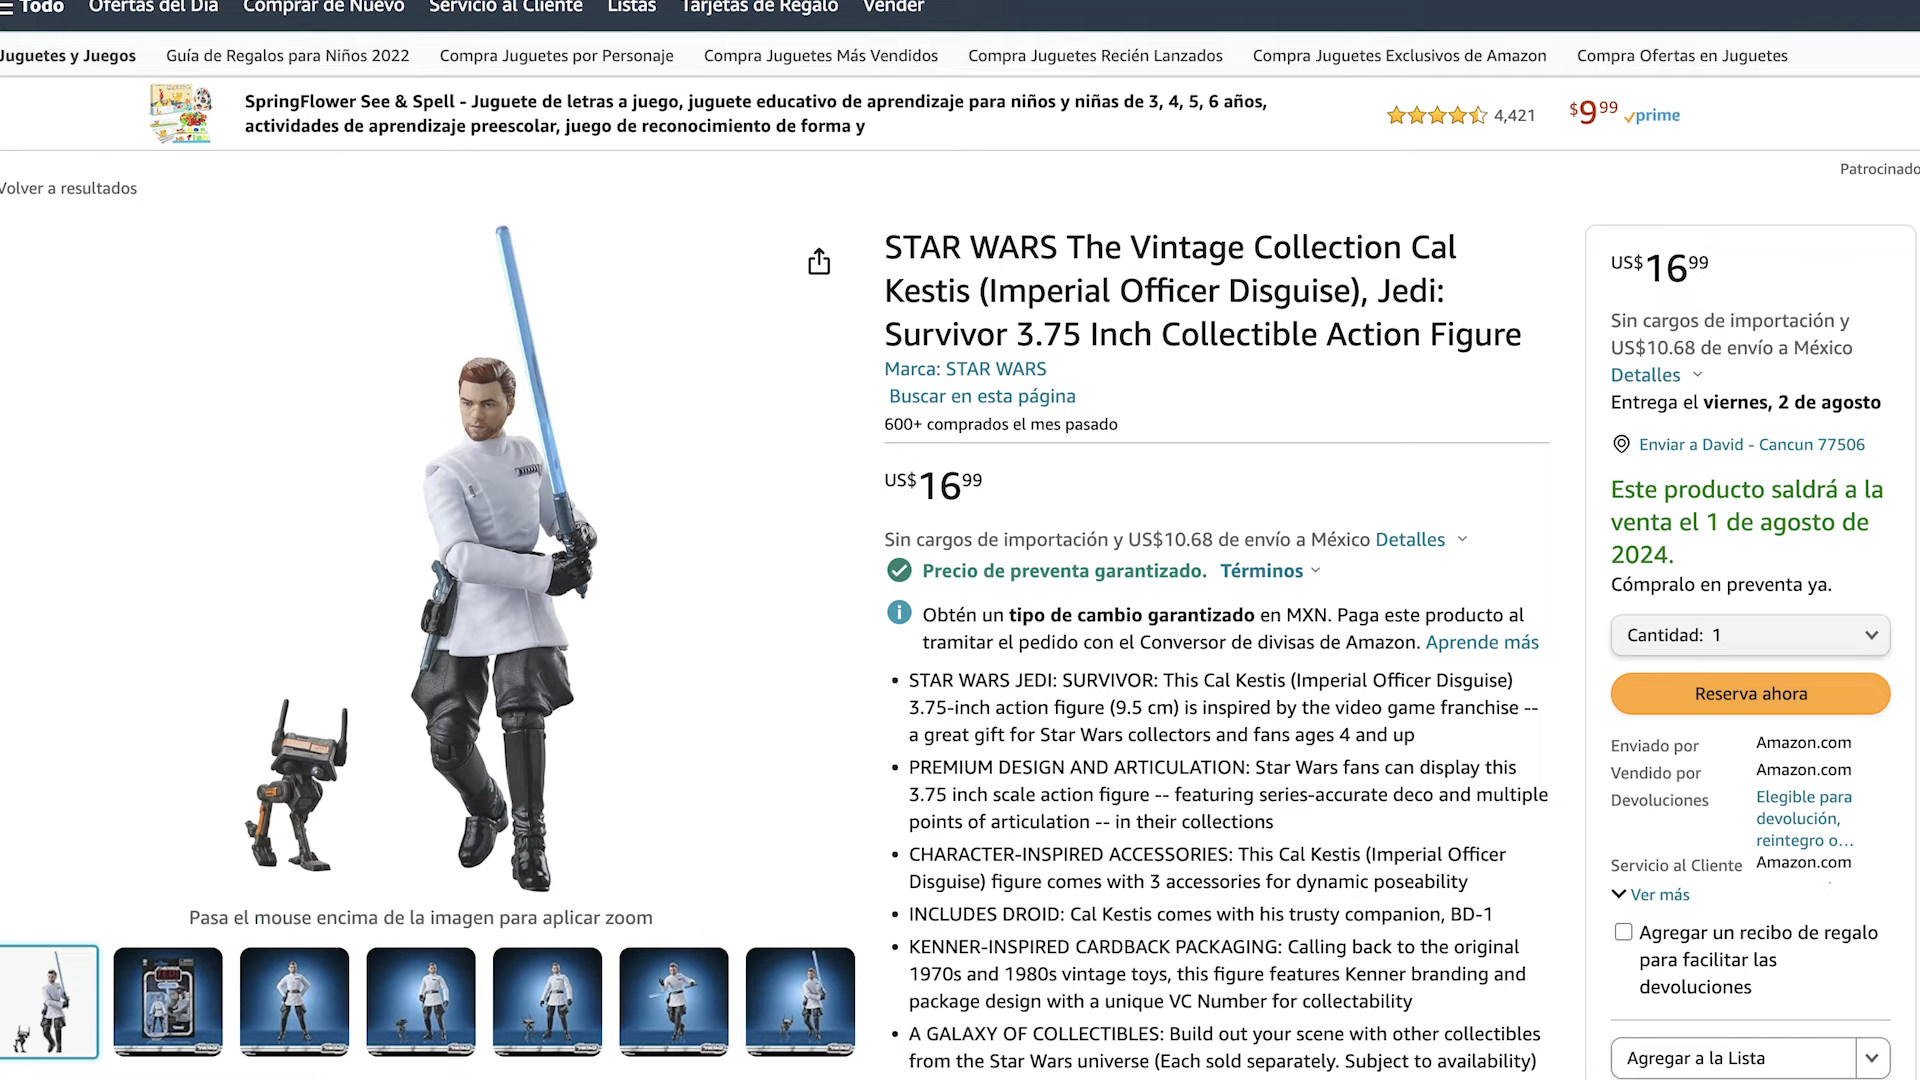 Todo Ofertas del Día Comprar de Nuevo Servicio al Cliente Listas Tarjetas de Regalo Vender
Juguetes y Juegos Guía de Regalos para Niños 2022 Compra Juguetes por Personaje Compra Juguetes Más Vendidos Compra Juguetes Recién Lanzados Compra Juguetes Exclusivos de Amazon Compra Ofertas en Juguetes
SpringFlower See & Spell - Juguete de letras a juego, juguete educativo de aprendizaje para niños y niñas de 3, 4, 5, 6 años,
actividades de aprendizaje preescolar, juego de reconocimiento de forma y
4,421
$9 99
prime
Patrocinado
Volver a resultados
STAR WARS The Vintage Collection Cal
Kestis (Imperial Officer Disguise), Jedi:
Survivor 3.75 Inch Collectible Action Figure
Marca: STAR WARS
Buscar en esta página
600+ comprados el mes pasado
US$16 99
Sin cargos de importación y US$10.68 de envío a México Detalles
Precio de preventa garantizado. Términos
Obtén un tipo de cambio garantizado en MXN. Paga este producto al
tramitar el pedido con el Conversor de divisas de Amazon. Aprende más
• STAR WARS JEDI: SURVIVOR: This Cal Kestis (Imperial Officer Disguise)
3.75-inch action figure (9.5 cm) is inspired by the video game franchise --
a great gift for Star Wars collectors and fans ages 4 and up
• PREMIUM DESIGN AND ARTICULATION: Star Wars fans can display this
3.75 inch scale action figure -- featuring series-accurate deco and multiple
points of articulation -- in their collections
• CHARACTER-INSPIRED ACCESSORIES: This Cal Kestis (Imperial Officer
Disguise) figure comes with 3 accessories for dynamic poseability
• INCLUDES DROID: Cal Kestis comes with his trusty companion, BD-1
• KENNER-INSPIRED CARDBACK PACKAGING: Calling back to the original
1970s and 1980s vintage toys, this figure features Kenner branding and
package design with a unique VC Number for collectability
• A GALAXY OF COLLECTIBLES: Build out your scene with other collectibles
from the Star Wars universe (Each sold separately. Subject to availability)
Pasa el mouse encima de la imagen para aplicar zoom
US$16 99
Sin cargos de importación y
US$10.68 de envío a México
Detalles
Entrega el viernes, 2 de agosto
Enviar a David - Cancun 77506
Este producto saldrá a la
venta el 1 de agosto de
2024.
Cómpralo en preventa ya.
Cantidad: 1
Reserva ahora
Enviado por Amazon.com
Vendido por Amazon.com
Devoluciones Elegible para
devolución,
reintegro o…
Servicio al Cliente Amazon.com
Ver más
Agregar un recibo de regalo
para facilitar las
devoluciones
Agregar a la Lista